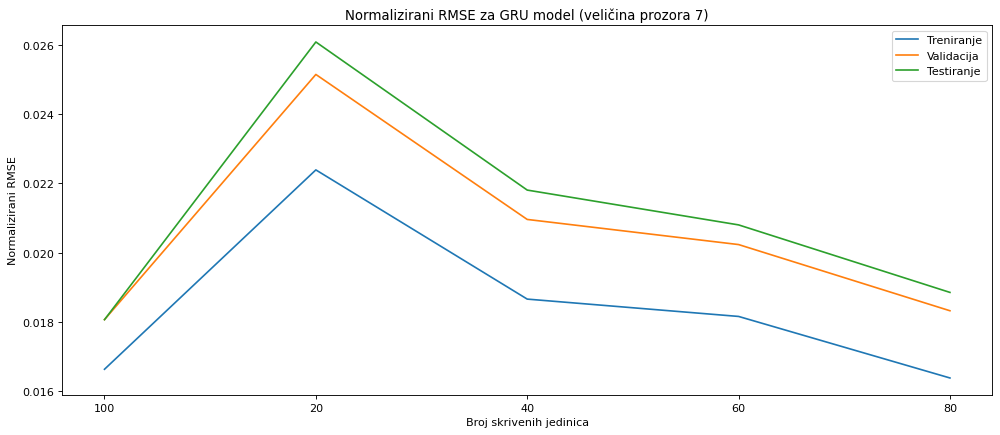 Normalizirani RMSE za GRU model (veličina prozora 7)
Treniranje
Validacija
Testiranje
Normalizirani RMSE
0.026
0.024
0.022
0.020
0.018
0.016
100 20 40 60 80
Broj skrivenih jedinica